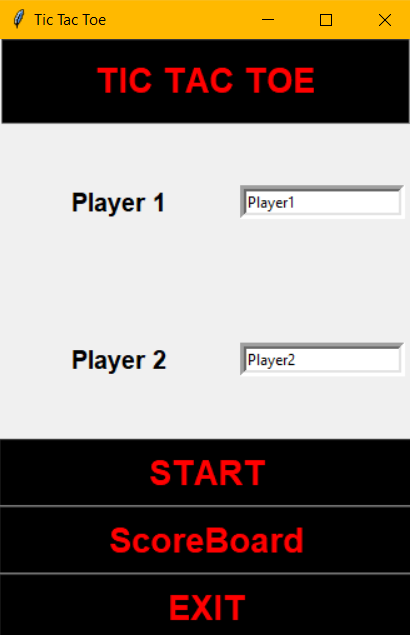 Tic Tac Toe
TIC TAC TOE
Player 1 Player1
Player 2 Player2
START
ScoreBoard
EXIT